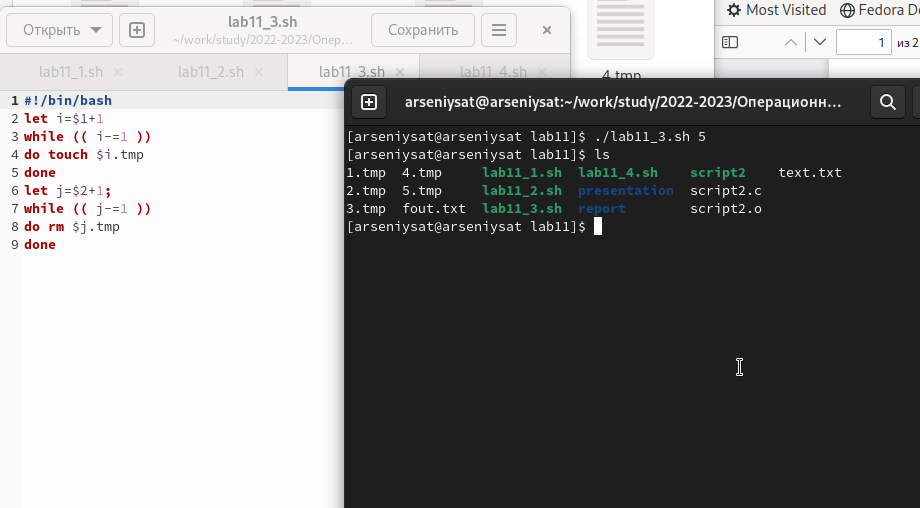 Открыть
lab11_3.sh
~/work/study/2022-2023/Опер...
Сохранить
lab11_1.sh
lab11_2.sh
lab11_3.sh
lab11_4.sh
4.tmp
Most Visited
Fedora Do
1 из 2
1 #!/bin/bash
2 let i=$1+1
3 while (( i-=1 ))
4 do touch $i.tmp
5 done
6 let j=$2+1;
7 while (( j-=1 ))
8 do rm $j.tmp
9 done
arseniysat@arseniysat:~/work/study/2022-2023/Операционн...
[arseniysat@arseniysat lab11]$ ./lab11_3.sh 5
[arseniysat@arseniysat lab11]$ ls
1.tmp 4.tmp lab11_1.sh lab11_4.sh script2 text.txt
2.tmp 5.tmp lab11_2.sh presentation script2.c
3.tmp fout.txt lab11_3.sh report script2.o
[arseniysat@arseniysat lab11]$